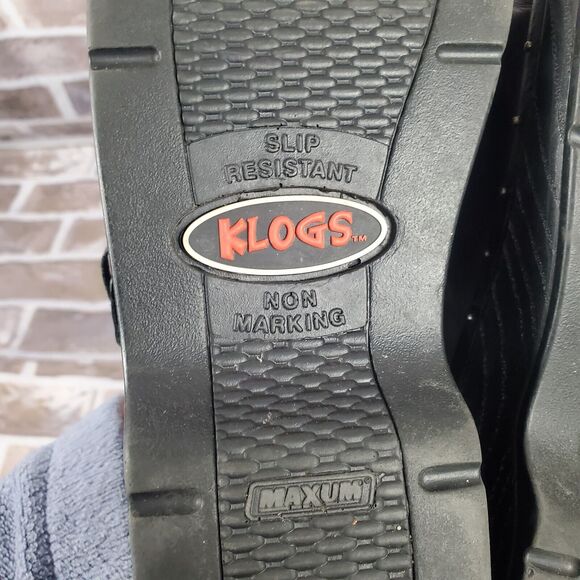 SLIP
RESISTANT
KLOGS™
NON
MARKING
MAXUM